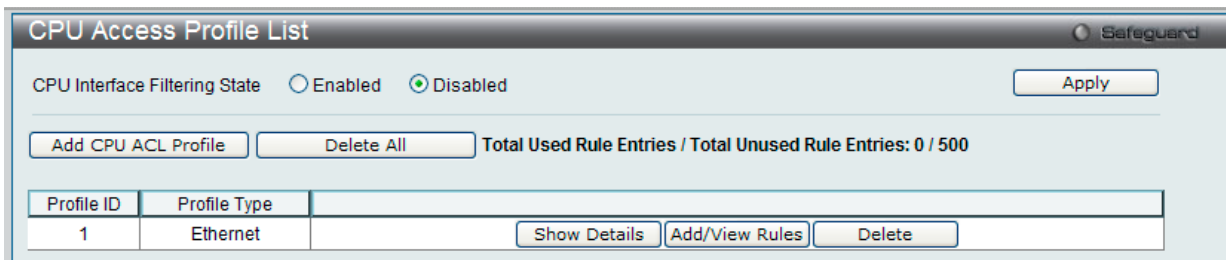 CPU Access Profile List Safeguard
CPU Interface Filtering State Enabled Disabled Apply
Add CPU ACL Profile Delete All Total Used Rule Entries / Total Unused Rule Entries: 0 / 500
Profile ID Profile Type
1 Ethernet Show Details Add/View Rules Delete